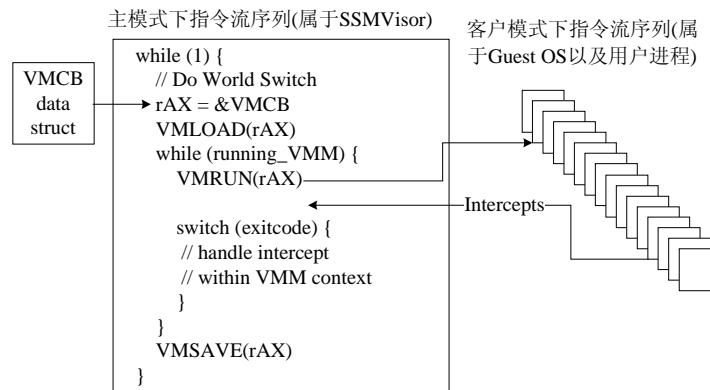 主模式下指令流序列(属于SSMVisor)
客户模式下指令流序列(属
于Guest OS以及用户进程)
VMCB
data
struct
while (1) {
// Do World Switch
rAX = &VMCB
VMLOAD(rAX)
while (running_VMM) {
VMRUN(rAX)
Intercepts
switch (exitcode) {
// handle intercept
// within VMM context
}
}
VMSAVE(rAX)
}